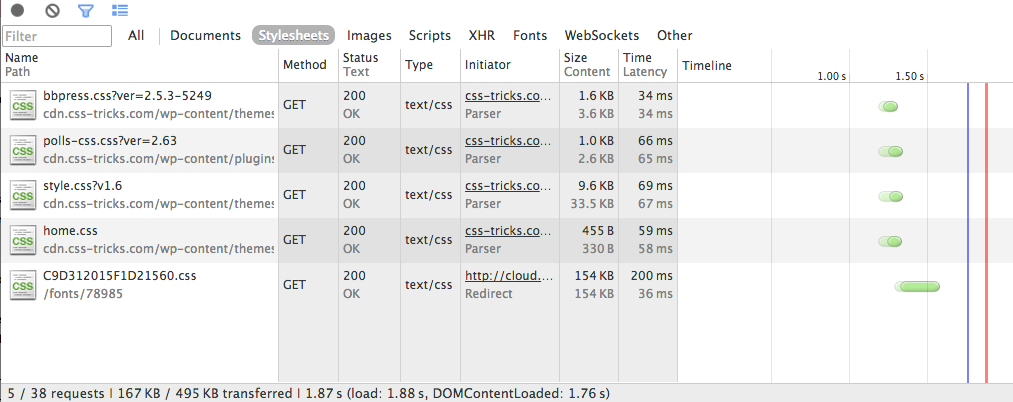 Filter All Documents Stylesheets Images Scripts XHR Fonts WebSockets Other
Name Method Status Type Initiator Size Time Timeline
Path Text Content Latency 1.00 s 1.50 s
bbpress.css?ver=2.5.3-5249 GET 200 text/css css-tricks.co... 1.6 KB 34 ms
cdn.css-tricks.com/wp-content/themes OK Parser 3.6 KB 34 ms
polls-css.css?ver=2.63 GET 200 text/css css-tricks.co... 1.0 KB 66 ms
cdn.css-tricks.com/wp-content/plugins OK Parser 2.6 KB 65 ms
style.css?v1.6 GET 200 text/css css-tricks.co... 9.6 KB 69 ms
cdn.css-tricks.com/wp-content/themes OK Parser 33.5 KB 67 ms
home.css GET 200 text/css css-tricks.co... 455 B 59 ms
cdn.css-tricks.com/wp-content/themes OK Parser 330 B 58 ms
C9D312015F1D21560.css GET 200 text/css http://cloud.... 154 KB 200 ms
/fonts/78985 OK Redirect 154 KB 36 ms
CSS
CSS
CSS
CSS
CSS
5 / 38 requests | 167 KB / 495 KB transferred | 1.87 s (load: 1.88 s, DOMContentLoaded: 1.76 s)